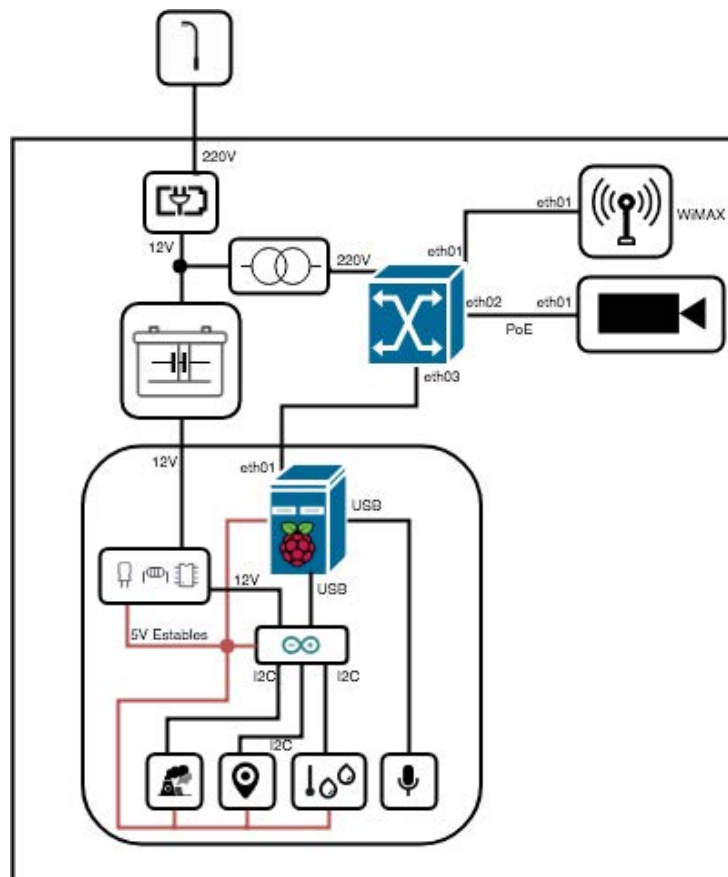 220V
eth01
WiMAX
12V
220V
eth01
eth02
eth01
PoE
eth03
12V
eth01
USB
12V
USB
5V Estables
I2C
I2C
I2C